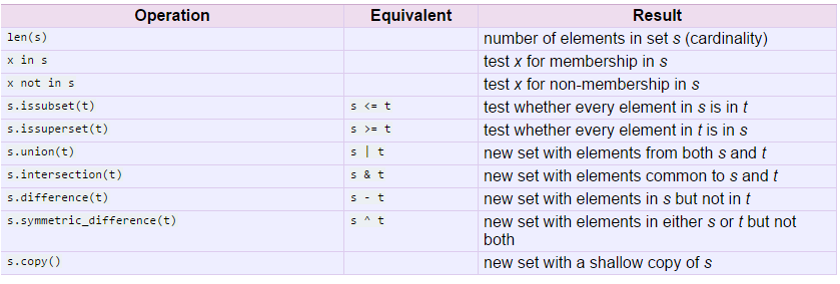 Operation Equivalent Result
len(s) number of elements in set s (cardinality)
x in s test x for membership in s
x not in s test x for non-membership in s
s.issubset(t) s <= t test whether every element in s is in t
s.issuperset(t) s >= t test whether every element in t is in s
s.union(t) s | t new set with elements from both s and t
s.intersection(t) s & t new set with elements common to s and t
s.difference(t) s - t new set with elements in s but not in t
s.symmetric_difference(t) s ^ t new set with elements in either s or t but not
both
s.copy() new set with a shallow copy of s